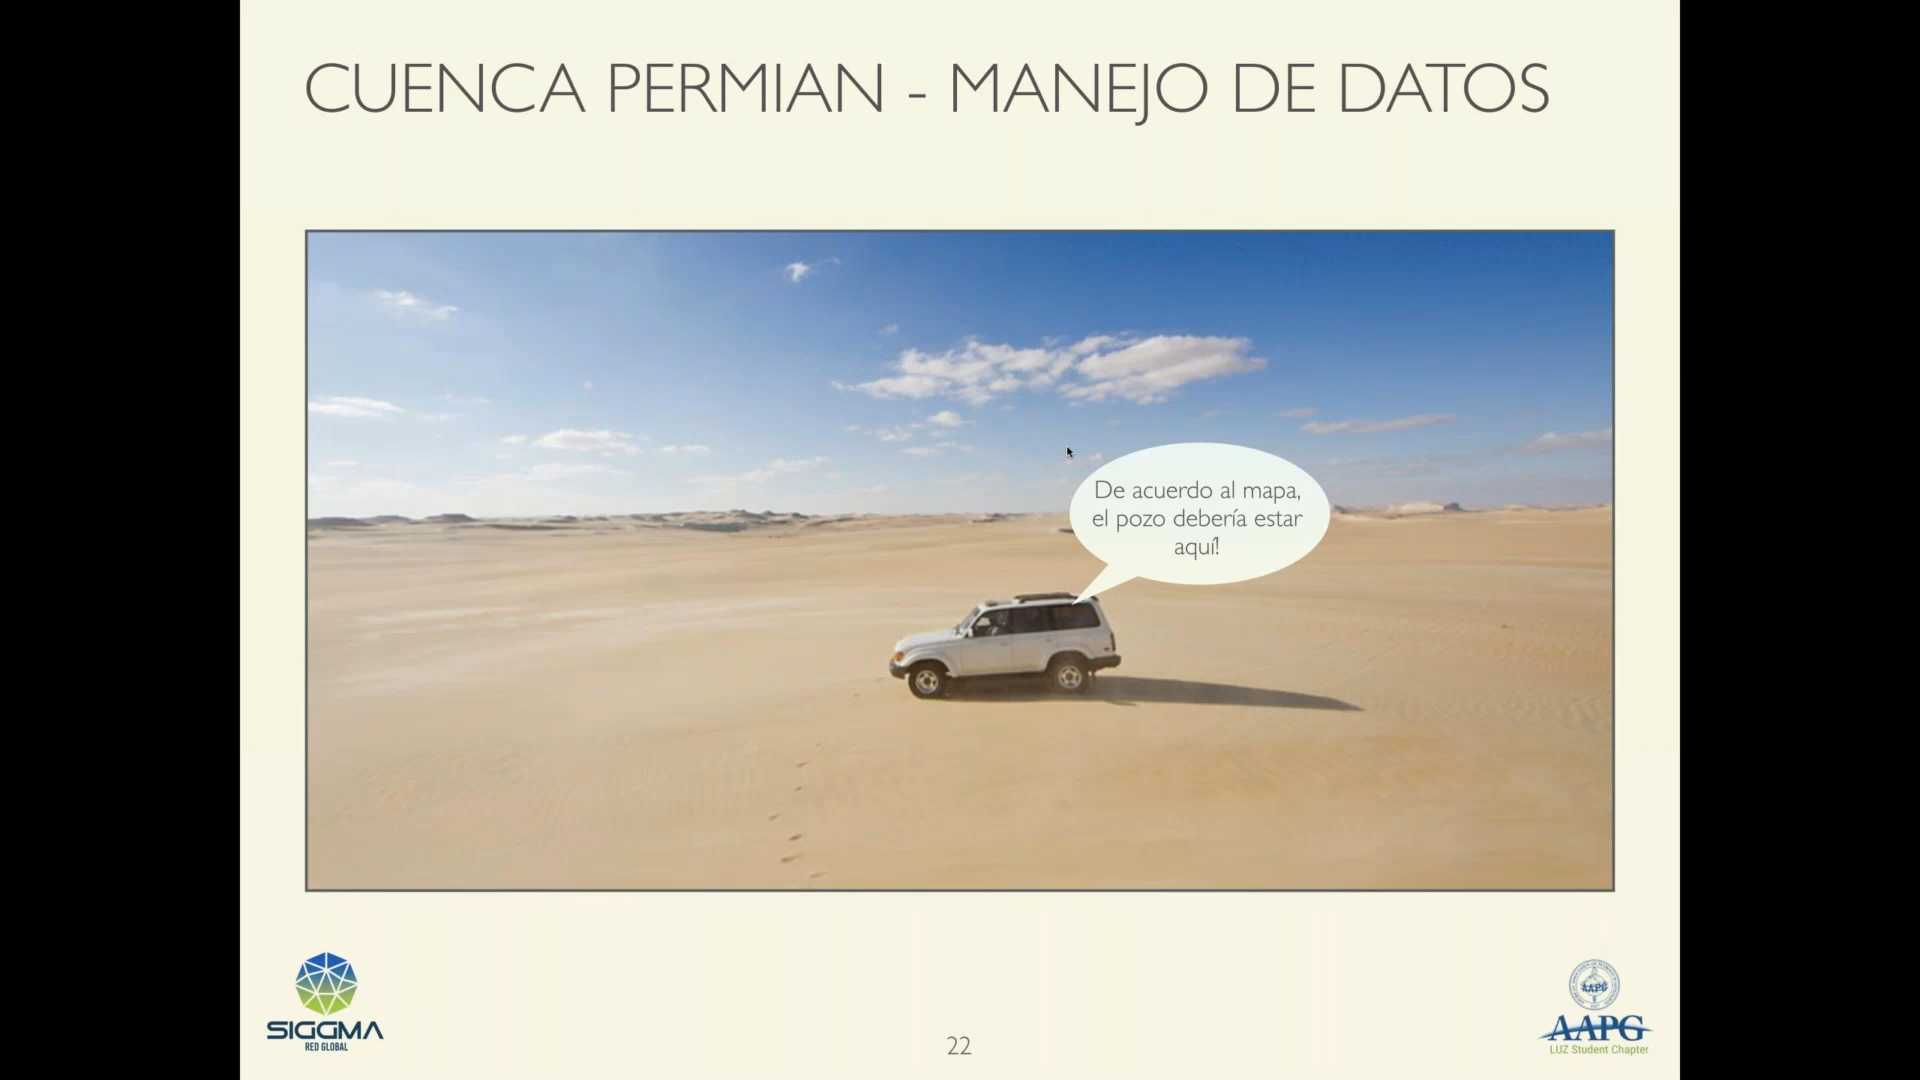 CUENCA PERMIAN - MANEJO DE DATOS
De acuerdo al mapa,
el pozo debería estar
aquí!
SIGGMA
RED GLOBAL
22
AAPG
AAPG
LUZ Student Chapter